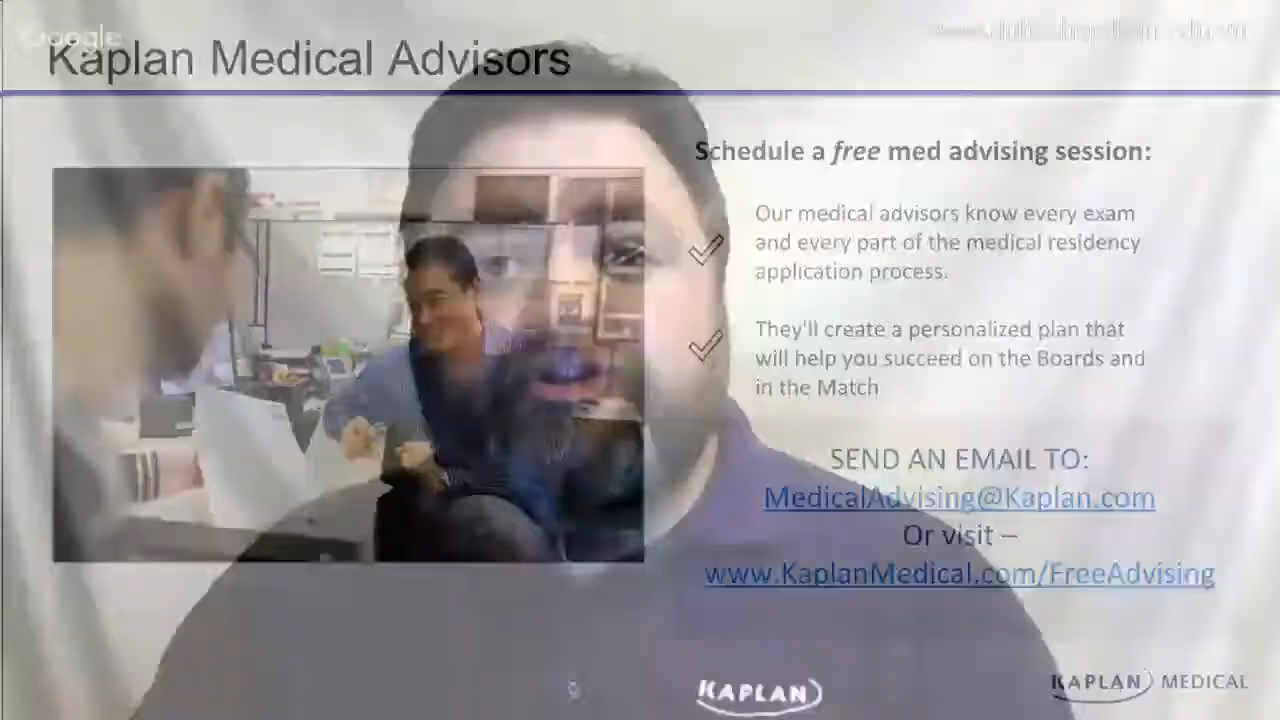 Google
Kaplan Medical Advisors
Schedule a free med advising session:
Our medical advisors know every exam
and every part of the medical residency
application process.
They'll create a personalized plan that
will help you succeed on the Boards and
in the Match
SEND AN EMAIL TO:
MedicalAdvising@Kaplan.com
Or visit –
www.KaplanMedical.com/FreeAdvising
KAPLAN
KAPLAN MEDICAL